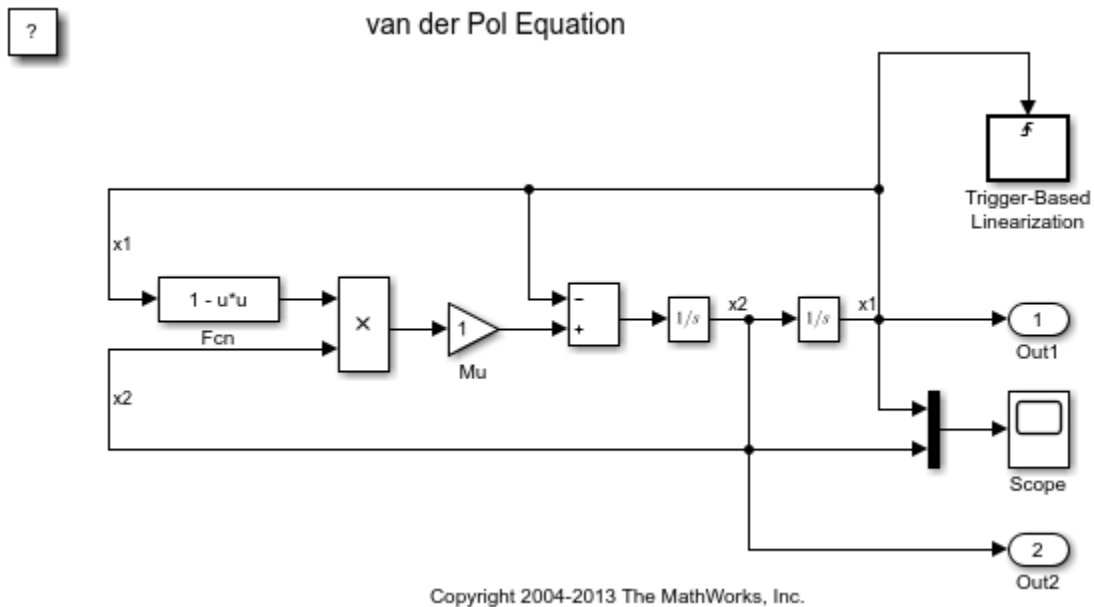 ?
van der Pol Equation
Trigger-Based
Linearization
x1
1 - u*u
Fcn
×
1
Mu
−
+
1/s
x2
1/s
x1
1
Out1
x2
Scope
2
Out2
Copyright 2004-2013 The MathWorks, Inc.